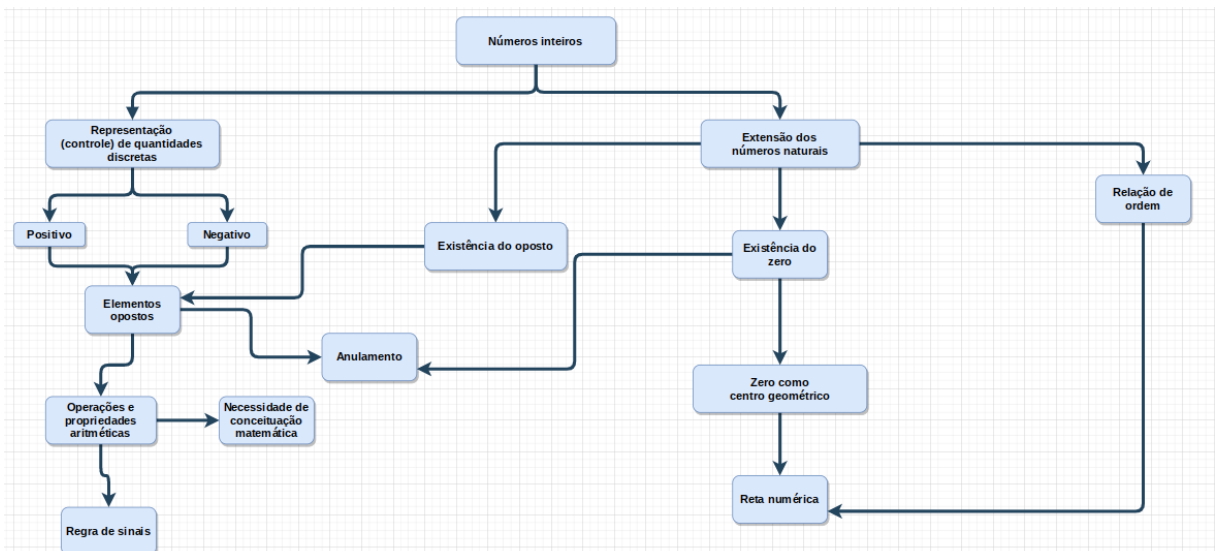 Números inteiros
Representação
(controle) de quantidades
discretas
Extensão dos
números naturais
Relação de
ordem
Positivo
Negativo
Existência do oposto
Existência do
zero
Elementos
opostos
Anulamento
Zero como
centro geométrico
Operações e
propriedades
aritméticas
Necessidade de
conceituação
matemática
Reta numérica
Regra de sinais